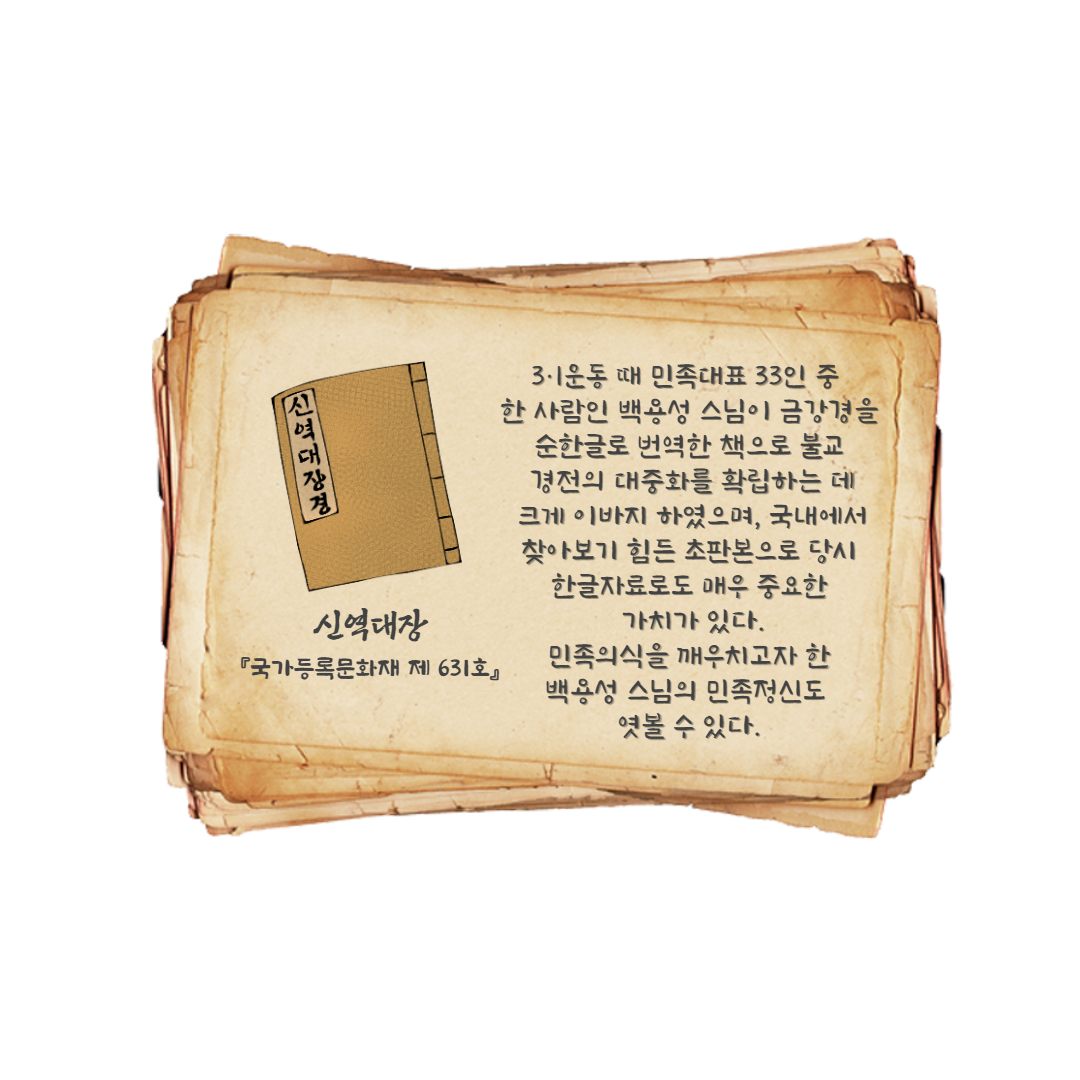 신역대장경
신역대장
『국가등록문화재 제 631호』
3·1운동 때 민족대표 33인 중
한 사람인 백용성 스님이 금강경을
순한글로 번역한 책으로 불교
경전의 대중화를 확립하는 데
크게 이바지 하였으며, 국내에서
찾아보기 힘든 초판본으로 당시
한글자료로도 매우 중요한
가치가 있다.
민족의식을 깨우치고자 한
백용성 스님의 민족정신도
엿볼 수 있다.